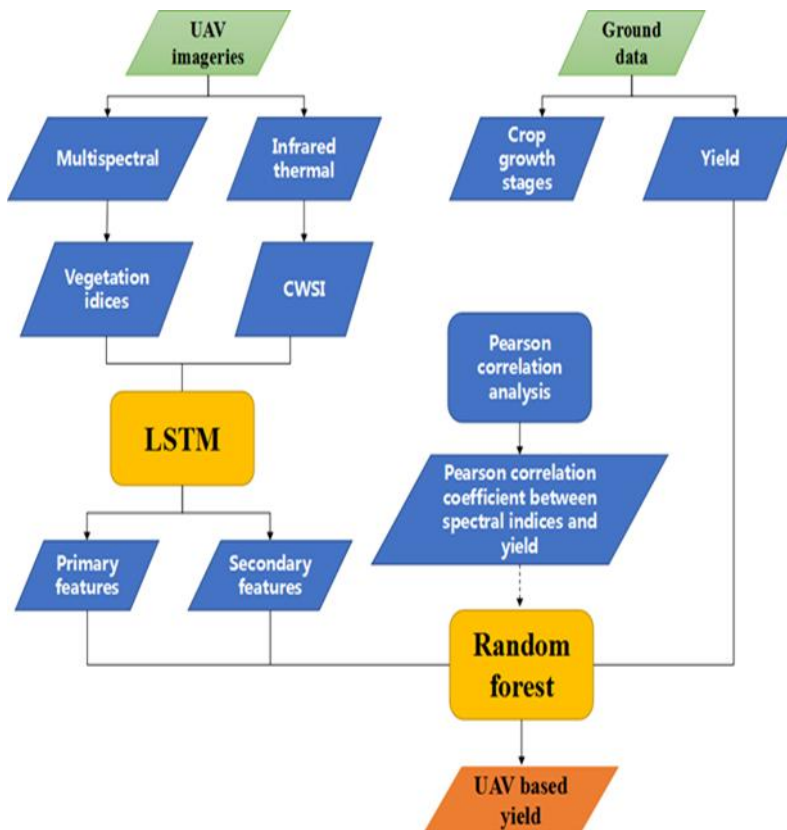 UAV
imageries
Ground
data
Multispectral
Infrared
thermal
Crop
growth
stages
Yield
Vegetation
idices
CWSI
Pearson
correlation
analysis
LSTM
Pearson correlation
coefficient between
spectral indices and
yield
Primary
features
Secondary
features
Random
forest
UAV based
yield